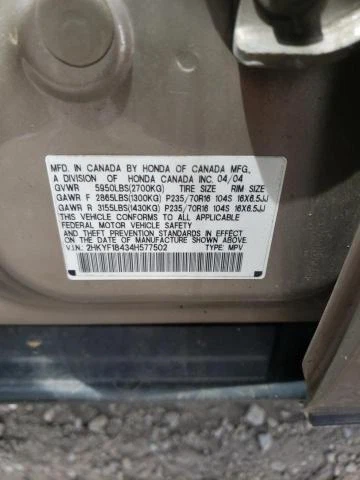 MFD. IN CANADA BY HONDA OF CANADA MFG.,
A DIVISION OF HONDA CANADA INC. 04/04
GVWR 5950LBS(2700KG) TIRE SIZE RIM SIZE
GAWR F 2865LBS(1300KG) P235/70R16 104S 16X6.5JJ
GAWR R 3155LBS(1430KG) P235/70R16 104S 16X6.5JJ
THIS VEHICLE CONFORMS TO ALL APPLICABLE
FEDERAL MOTOR VEHICLE SAFETY AND
THEFT PREVENTION STANDARDS IN EFFECT
ON THE DATE OF MANUFACTURE SHOWN ABOVE.
V.I.N.: 2HKYF18434H577502 TYPE: MPV